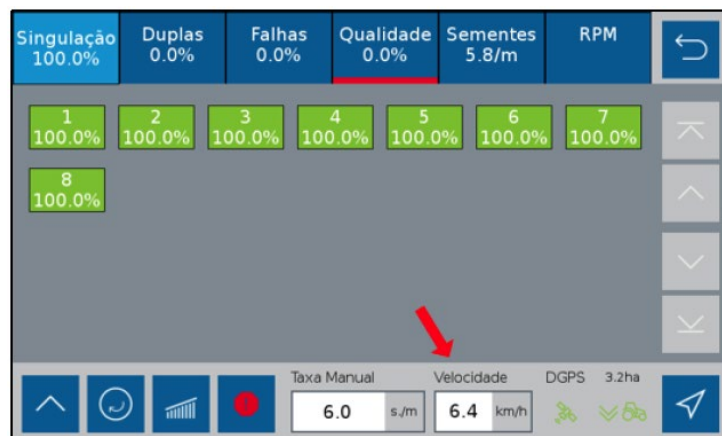 Singulação Duplas Falhas Qualidade Sementes RPM
100.0% 0.0% 0.0% 0.0% 5.8/m
1 2 3 4 5 6 7
100.0% 100.0% 100.0% 100.0% 100.0% 100.0% 100.0%
8
100.0%
Taxa Manual Velocidade DGPS 3.2ha
6.0 s./m 6.4 km/h